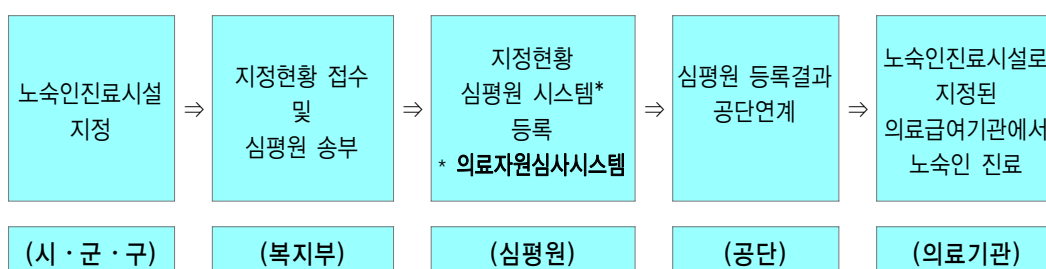 노숙인진료시설
지정
⇒
지정현황 접수
및
심평원 송부
⇒
지정현황
심평원 시스템*
등록
* 의료자원심사시스템
⇒
심평원 등록결과
공단연계
⇒
노숙인진료시설로
지정된
의료급여기관에서
노숙인 진료
(시·군·구)
(복지부)
(심평원)
(공단)
(의료기관)